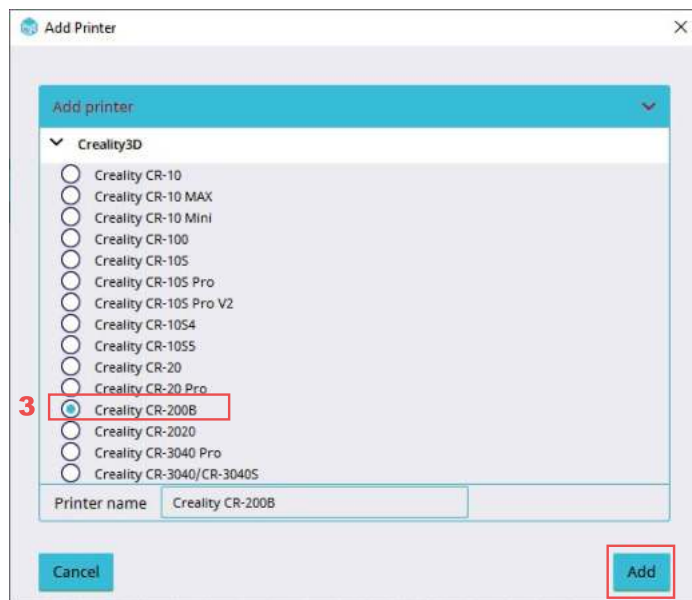 Add Printer
Add printer
Creality3D
Creality CR-10
Creality CR-10 MAX
Creality CR-10 Mini
Creality CR-100
Creality CR-10S
Creality CR-10S Pro
Creality CR-10S Pro V2
Creality CR-10S4
Creality CR-10S5
Creality CR-20
Creality CR-20 Pro
3 Creality CR-200B
Creality CR-2020
Creality CR-3040 Pro
Creality CR-3040/CR-3040S
Printer name Creality CR-200B
Cancel Add